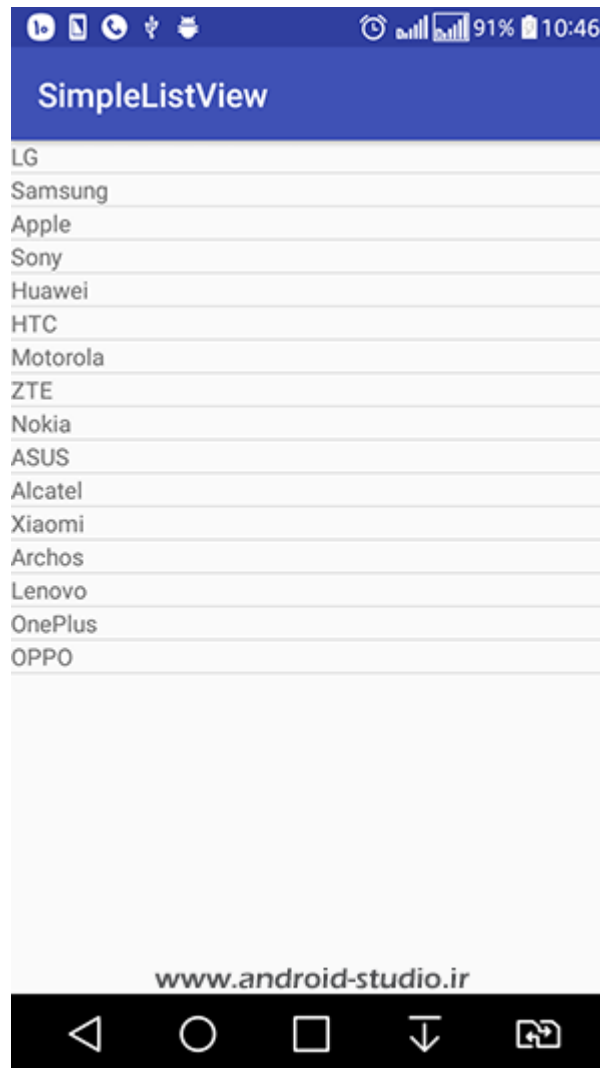 91% 10:46
SimpleListView
LG
Samsung
Apple
Sony
Huawei
HTC
Motorola
ZTE
Nokia
ASUS
Alcatel
Xiaomi
Archos
Lenovo
OnePlus
OPPO
www.android-studio.ir